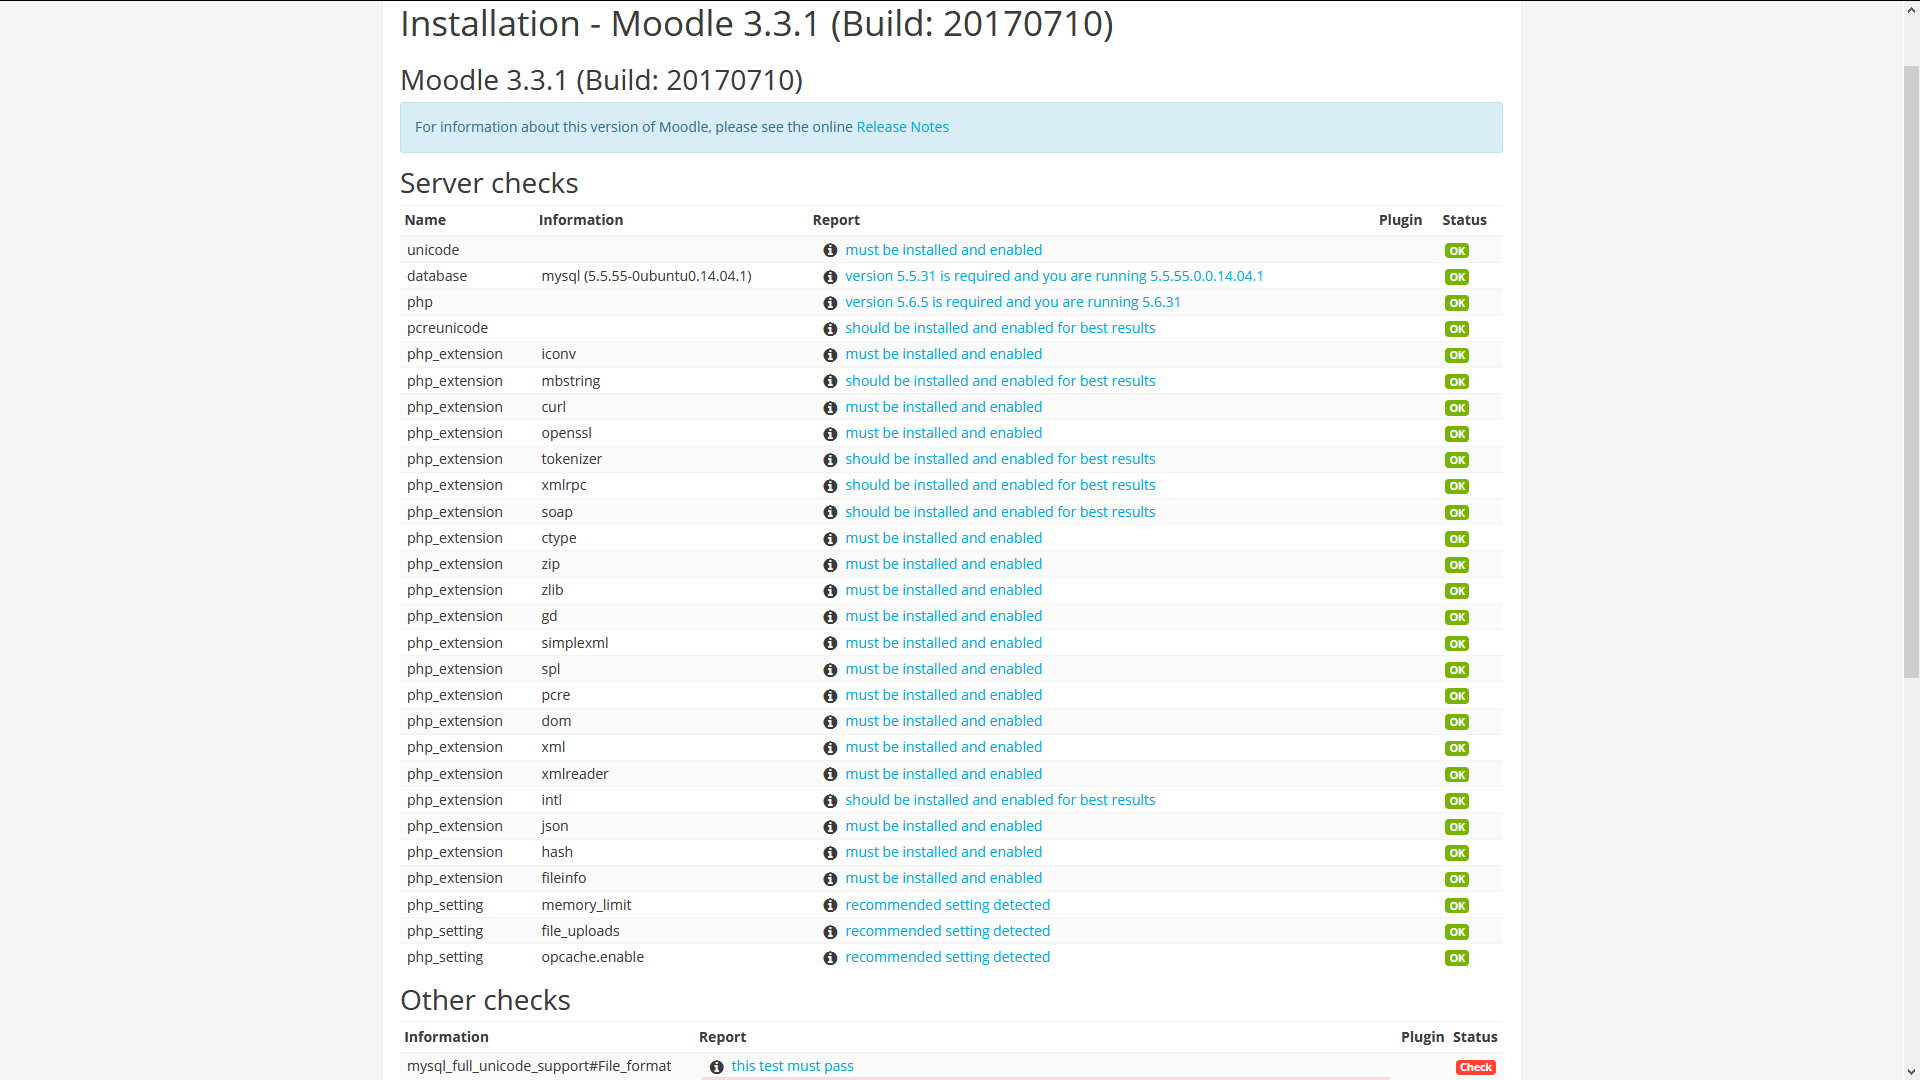 Installation - Moodle 3.3.1 (Build: 20170710)
Moodle 3.3.1 (Build: 20170710)
For information about this version of Moodle, please see the online Release Notes
Server checks
Name Information Report Plugin Status
unicode must be installed and enabled OK
database mysql (5.5.55-0ubuntu0.14.04.1) version 5.5.31 is required and you are running 5.5.55.0.0.14.04.1 OK
php version 5.6.5 is required and you are running 5.6.31 OK
pcreunicode should be installed and enabled for best results OK
php_extension iconv must be installed and enabled OK
php_extension mbstring should be installed and enabled for best results OK
php_extension curl must be installed and enabled OK
php_extension openssl must be installed and enabled OK
php_extension tokenizer should be installed and enabled for best results OK
php_extension xmlrpc should be installed and enabled for best results OK
php_extension soap should be installed and enabled for best results OK
php_extension ctype must be installed and enabled OK
php_extension zip must be installed and enabled OK
php_extension zlib must be installed and enabled OK
php_extension gd must be installed and enabled OK
php_extension simplexml must be installed and enabled OK
php_extension spl must be installed and enabled OK
php_extension pcre must be installed and enabled OK
php_extension dom must be installed and enabled OK
php_extension xml must be installed and enabled OK
php_extension xmlreader must be installed and enabled OK
php_extension intl should be installed and enabled for best results OK
php_extension json must be installed and enabled OK
php_extension hash must be installed and enabled OK
php_extension fileinfo must be installed and enabled OK
php_setting memory_limit recommended setting detected OK
php_setting file_uploads recommended setting detected OK
php_setting opcache.enable recommended setting detected OK
Other checks
Information Report Plugin Status
mysql_full_unicode_support#File_format this test must pass Check